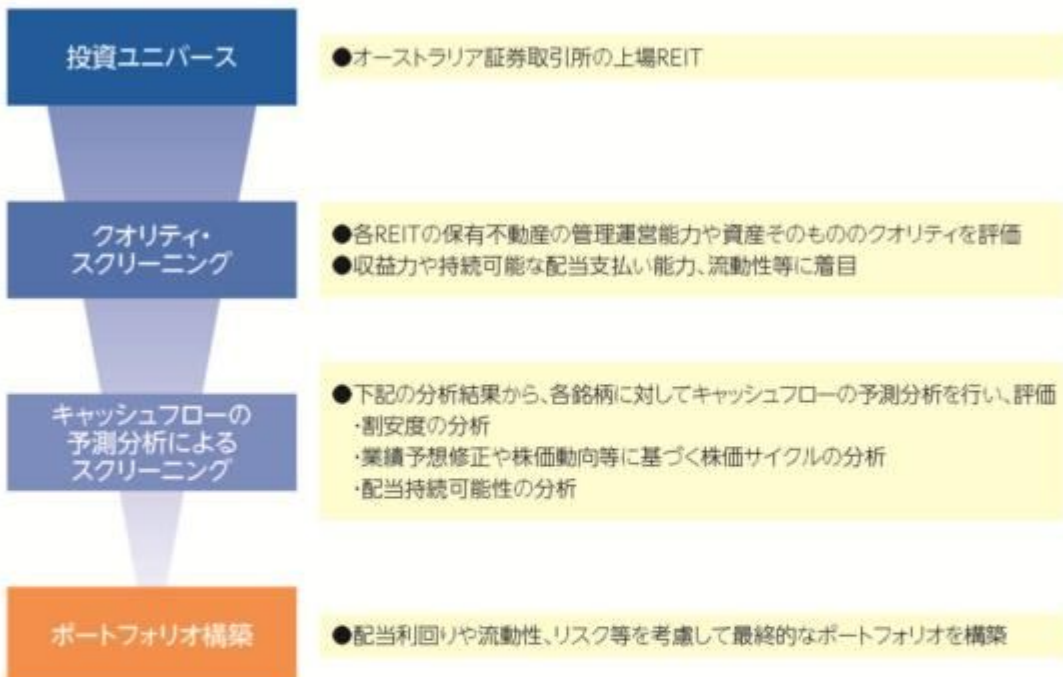 投資ユニバース
●オーストラリア証券取引所の上場REIT
クオリティ・
スクリーニング
●各REITの保有不動産の管理運営能力や資産そのもののクオリティを評価
●収益力や持続可能な配当支払い能力、流動性等に着目
キャッシュフローの
予測分析による
スクリーニング
●下記の分析結果から、各銘柄に対してキャッシュフローの予測分析を行い、評価
・割安度の分析
・業績予想修正や株価動向等に基づく株価サイクルの分析
・配当持続可能性の分析
ポートフォリオ構築
●配当利回りや流動性、リスク等を考慮して最終的なポートフォリオを構築